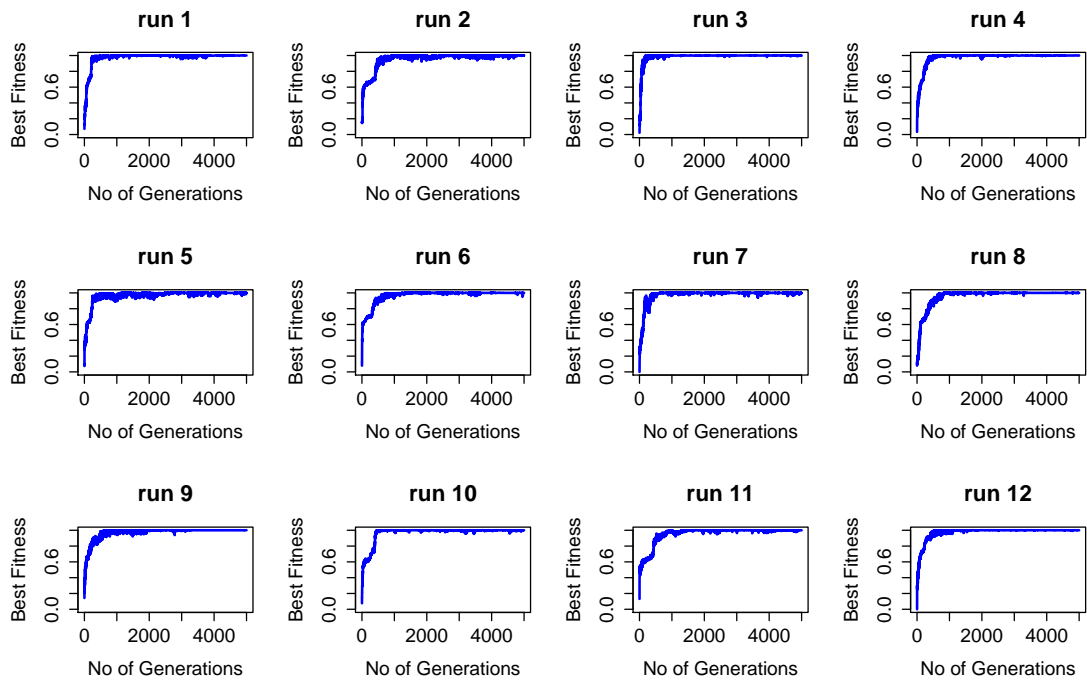 run 1
run 2
run 3
run 4
Best Fitness
0.0 0.6
0 2000 4000
No of Generations
Best Fitness
0.0 0.6
0 2000 4000
No of Generations
Best Fitness
0.0 0.6
0 2000 4000
No of Generations
Best Fitness
0.0 0.6
0 2000 4000
No of Generations
run 5
run 6
run 7
run 8
Best Fitness
0.0 0.6
0 2000 4000
No of Generations
Best Fitness
0.0 0.6
0 2000 4000
No of Generations
Best Fitness
0.0 0.6
0 2000 4000
No of Generations
Best Fitness
0.0 0.6
0 2000 4000
No of Generations
run 9
run 10
run 11
run 12
Best Fitness
0.0 0.6
0 2000 4000
No of Generations
Best Fitness
0.0 0.6
0 2000 4000
No of Generations
Best Fitness
0.0 0.6
0 2000 4000
No of Generations
Best Fitness
0.0 0.6
0 2000 4000
No of Generations